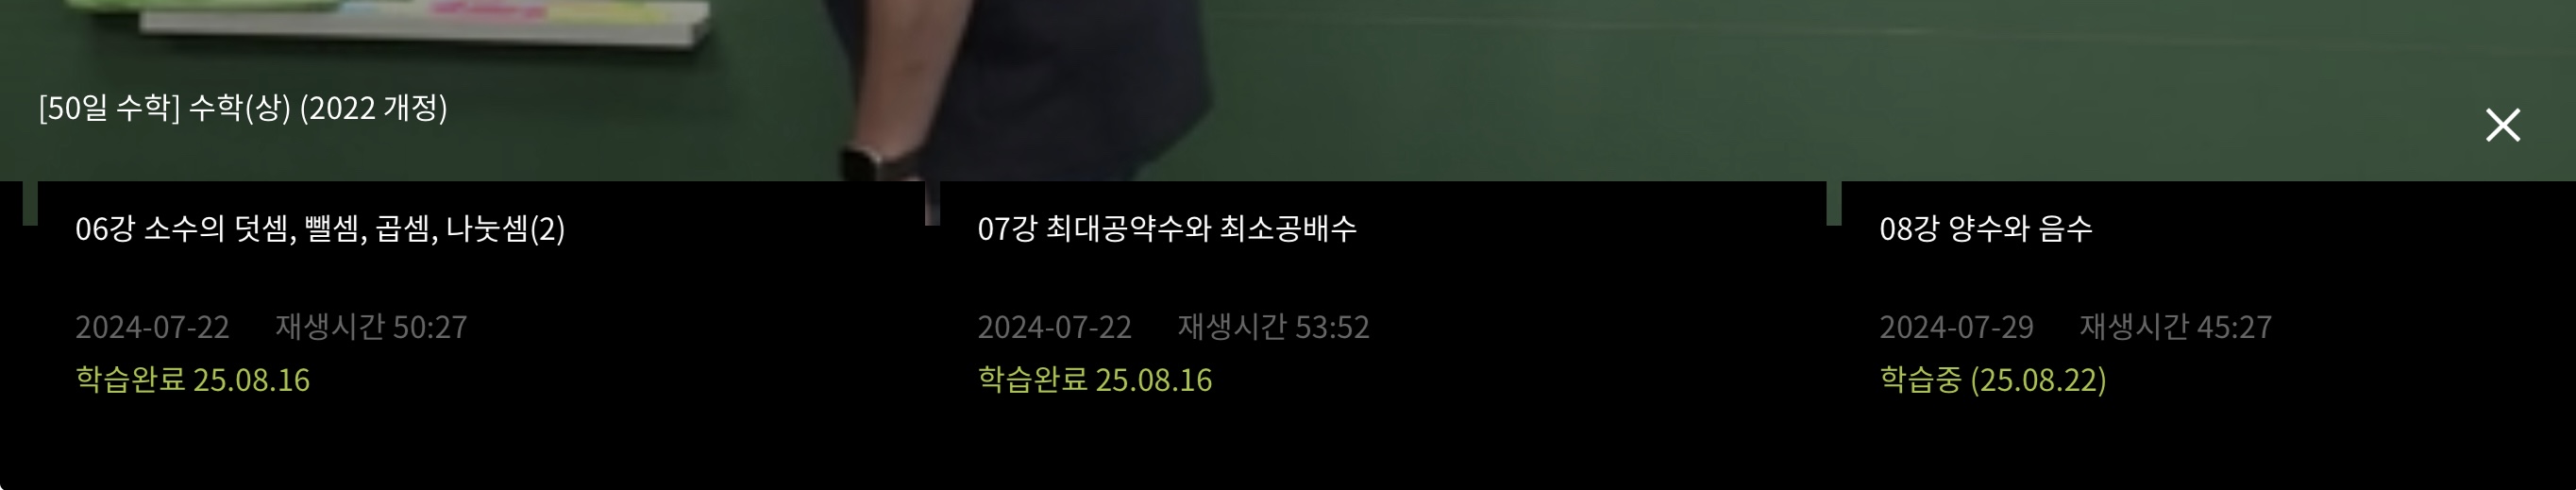 [50일 수학] 수학(상) (2022 개정)
06강 소수의 덧셈, 뺄셈, 곱셈, 나눗셈(2)
2024-07-22 재생시간 50:27
학습완료 25.08.16
07강 최대공약수와 최소공배수
2024-07-22 재생시간 53:52
학습완료 25.08.16
08강 양수와 음수
2024-07-29 재생시간 45:27
학습중 (25.08.22)